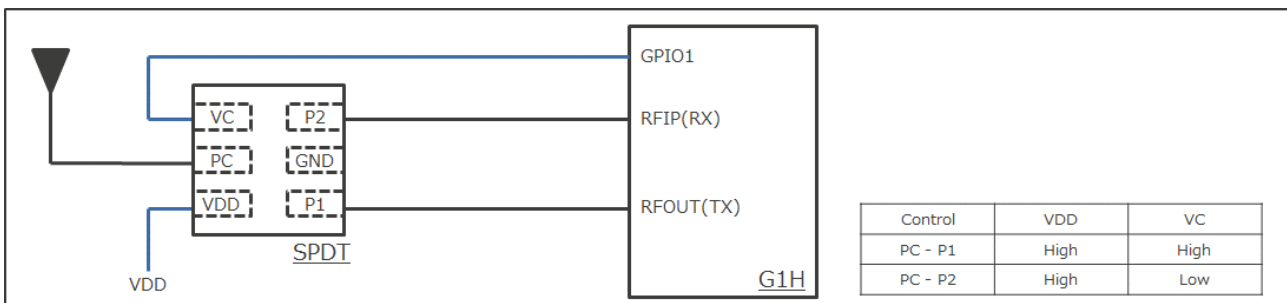 GPIO1
VC
P2
RFIP(RX)
PC
GND
VDD
P1
RFOUT(TX)
SPDT
VDD
G1H
Control VDD VC
PC - P1 High High
PC - P2 High Low